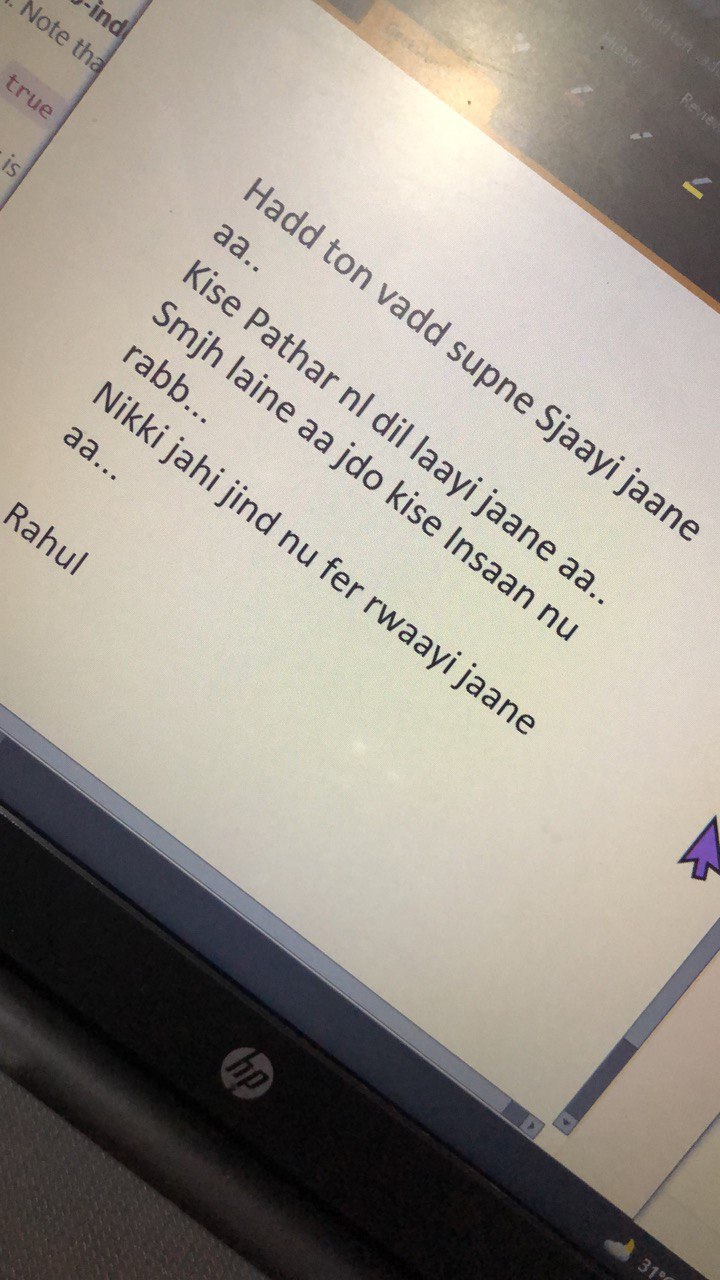 -ind
. Note tha
true
is
Hadd ton vadd supne Sjaayi jaane
aa..
Kise Pathar nl dil laayi jaane aa..
Smjh laine aa jdo kise Insaan nu
rabb...
Nikki jahi jind nu fer rwaayi jaane
aa...
Rahul
hp
31°